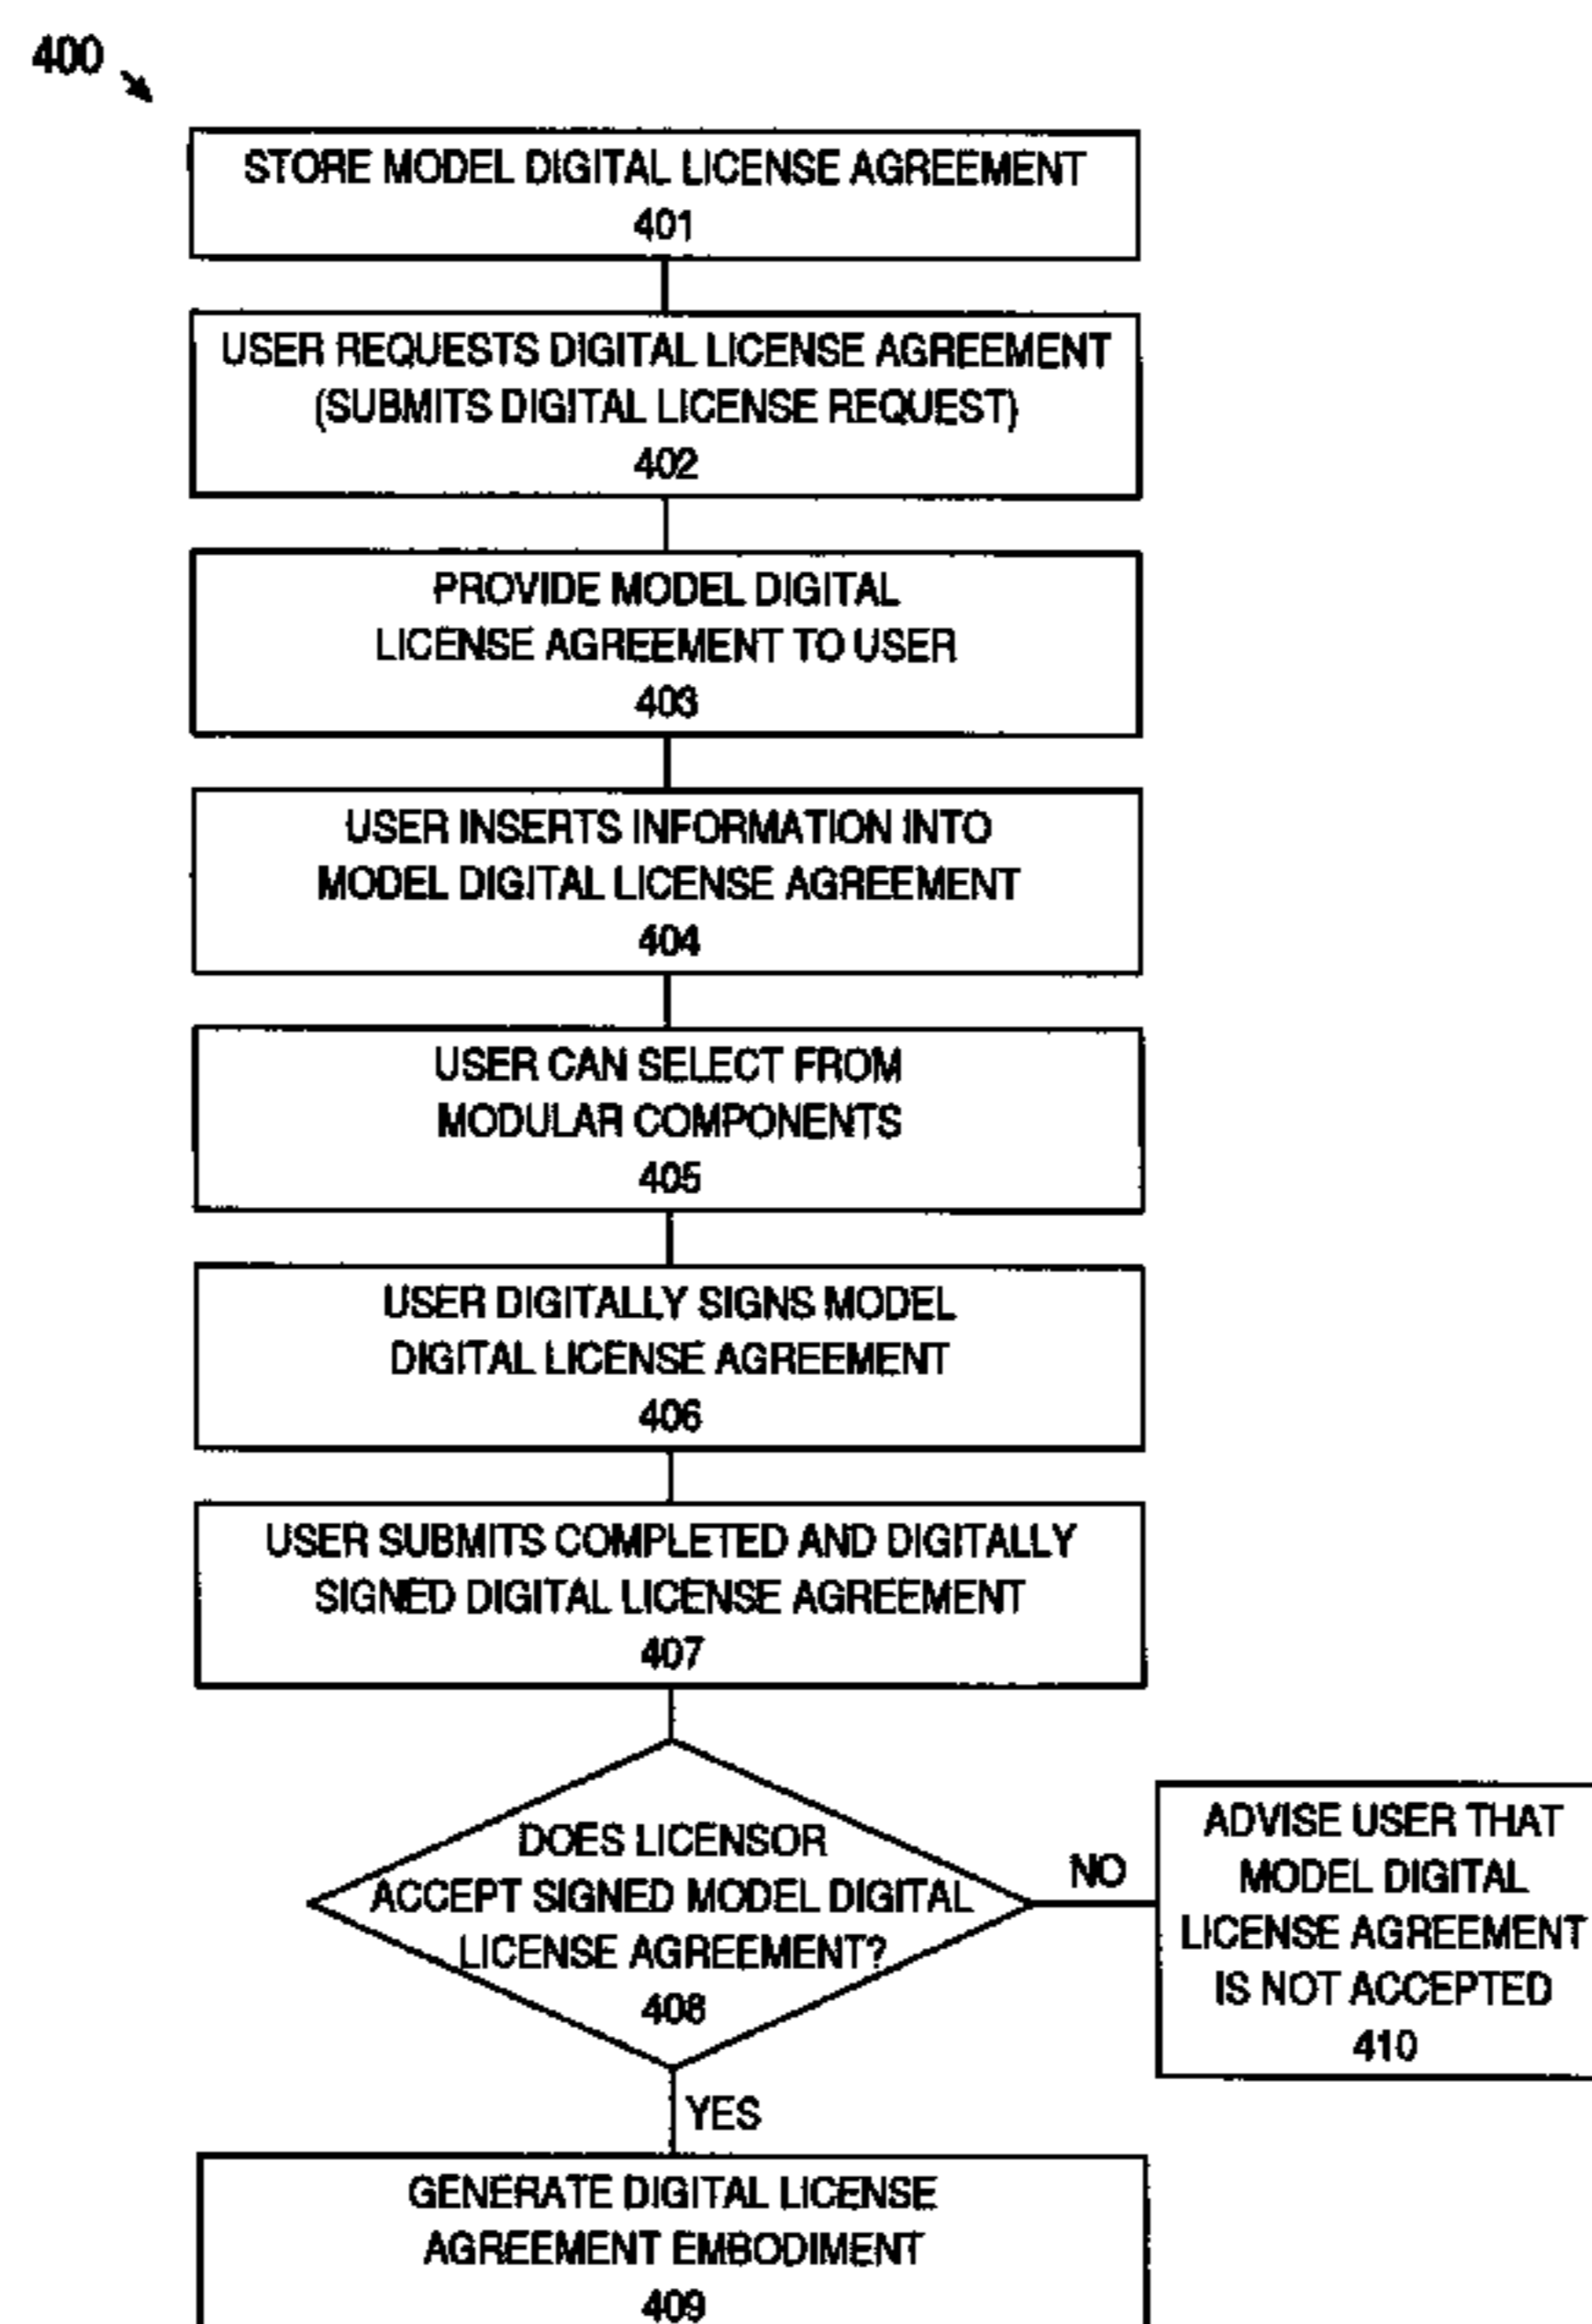 400
STORE MODEL DIGITAL LICENSE AGREEMENT
401
USER REQUESTS DIGITAL LICENSE AGREEMENT
(SUBMITS DIGITAL LICENSE REQUEST)
402
PROVIDE MODEL DIGITAL
LICENSE AGREEMENT TO USER
403
USER INSERTS INFORMATION INTO
MODEL DIGITAL LICENSE AGREEMENT
404
USER CAN SELECT FROM
MODULAR COMPONENTS
405
USER DIGITALLY SIGNS MODEL
DIGITAL LICENSE AGREEMENT
406
USER SUBMITS COMPLETED AND DIGITALLY
SIGNED DIGITAL LICENSE AGREEMENT
407
DOES LICENSOR
ACCEPT SIGNED MODEL DIGITAL
LICENSE AGREEMENT?
408
NO
ADVISE USER THAT
MODEL DIGITAL
LICENSE AGREEMENT
IS NOT ACCEPTED
410
YES
GENERATE DIGITAL LICENSE
AGREEMENT EMBODIMENT
409